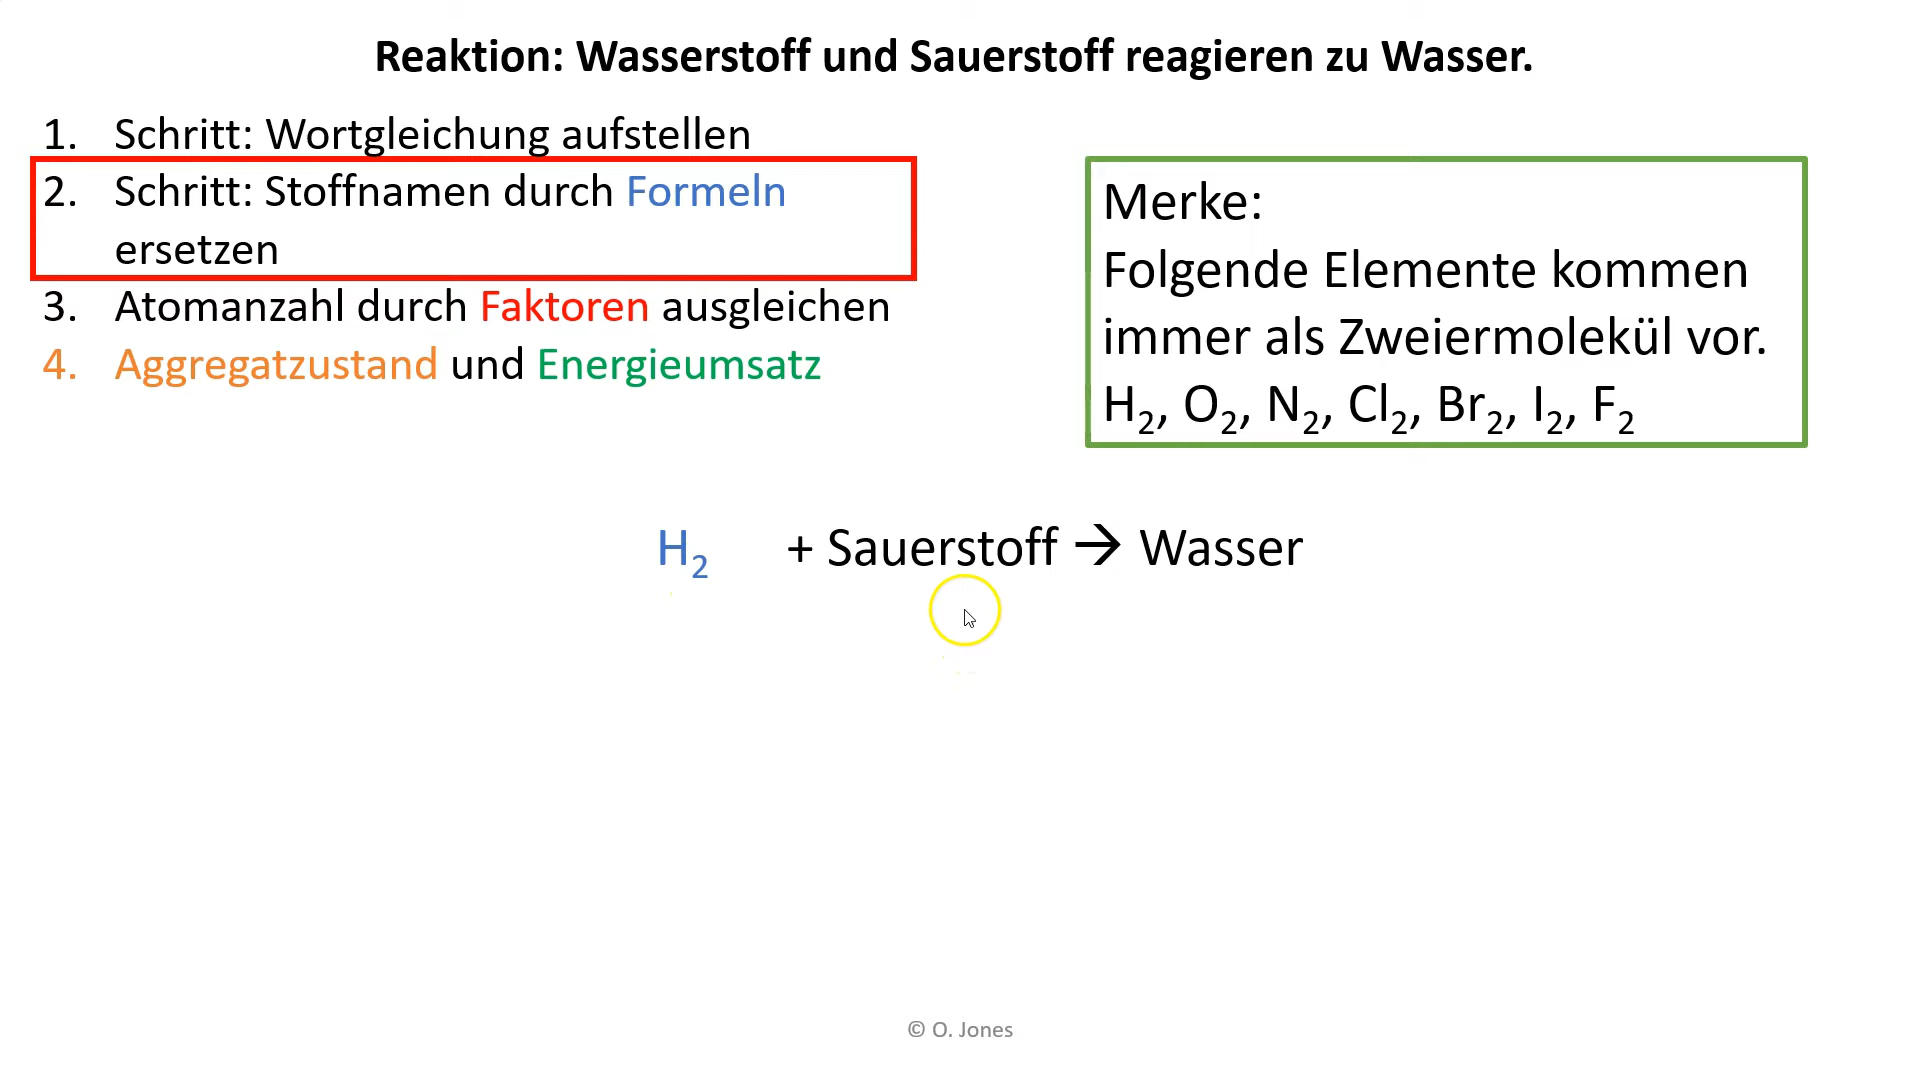 Reaktion: Wasserstoff und Sauerstoff reagieren zu Wasser.
1. Schritt: Wortgleichung aufstellen
2. Schritt: Stoffnamen durch Formeln
ersetzen
3. Atomanzahl durch Faktoren ausgleichen
4. Aggregatzustand und Energieumsatz
Merke:
Folgende Elemente kommen
immer als Zweiermolekül vor.
H₂, O₂, N₂, Cl₂, Br₂, I₂, F₂
H₂ + Sauerstoff → Wasser
© O. Jones